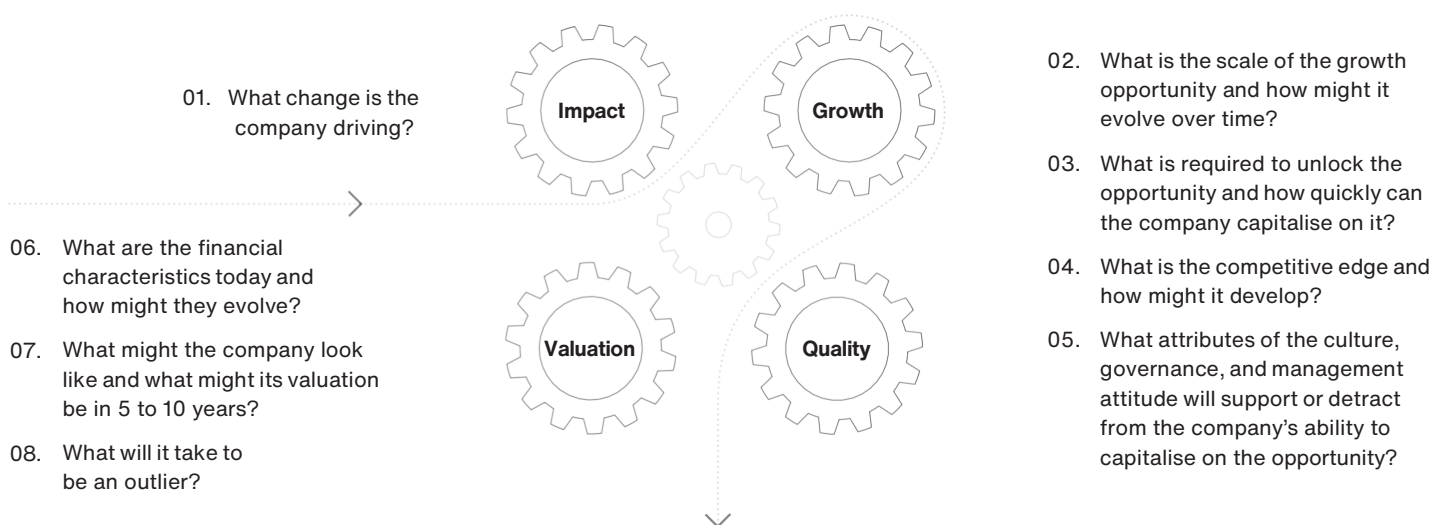 01. What change is the
company driving?
Impact
Growth
02. What is the scale of the growth
opportunity and how might it
evolve over time?
03. What is required to unlock the
opportunity and how quickly can
the company capitalise on it?
04. What is the competitive edge and
how might it develop?
05. What attributes of the culture,
governance, and management
attitude will support or detract
from the company’s ability to
capitalise on the opportunity?
Valuation
Quality
06. What are the financial
characteristics today and
how might they evolve?
07. What might the company look
like and what might its valuation
be in 5 to 10 years?
08. What will it take to
be an outlier?